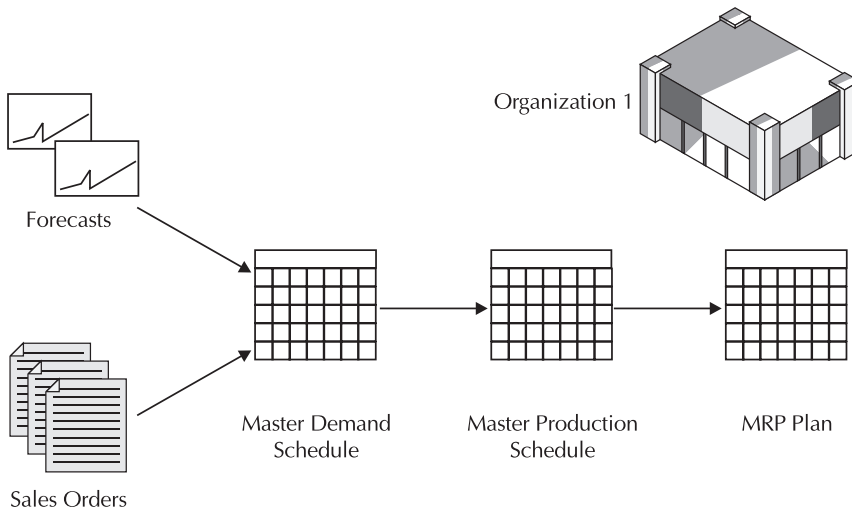 Organization 1
Forecasts
Sales Orders
Master Demand
Schedule
Master Production
Schedule
MRP Plan